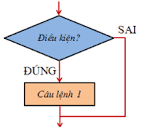 SAI
Điều kiện?
ĐÚNG
Câu lệnh 1